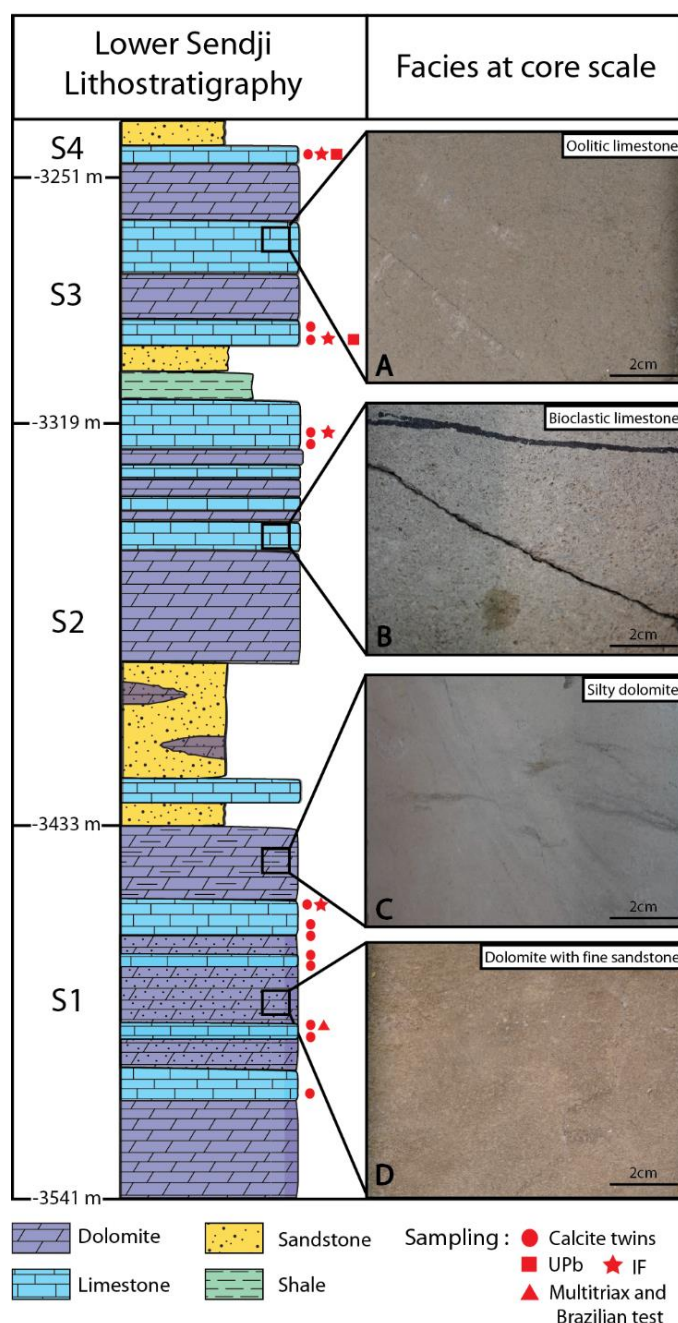 Lower Sendji
Lithostratigraphy
Facies at core scale
S4
-3251 m
Oolitic limestone
S3
A
2cm
-3319 m
Bioclastic limestone
S2
B
2cm
Silty dolomite
-3433 m
C
2cm
Dolomite with fine sandstone
S1
D
2cm
-3541 m
Dolomite
Sandstone
Sampling :
Calcite twins
UPb
IF
Limestone
Shale
Multitriax and
Brazilian test